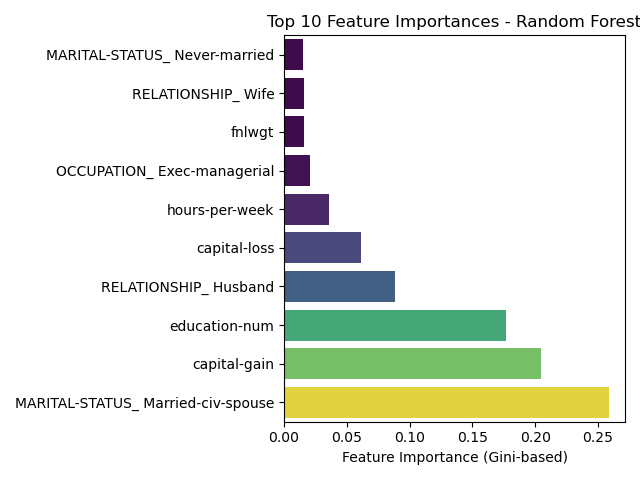 Top 10 Feature Importances - Random Forest
MARITAL-STATUS_ Never-married
RELATIONSHIP_ Wife
fnlwgt
OCCUPATION_ Exec-managerial
hours-per-week
capital-loss
RELATIONSHIP_ Husband
education-num
capital-gain
MARITAL-STATUS_ Married-civ-spouse
0.00 0.05 0.10 0.15 0.20 0.25
Feature Importance (Gini-based)